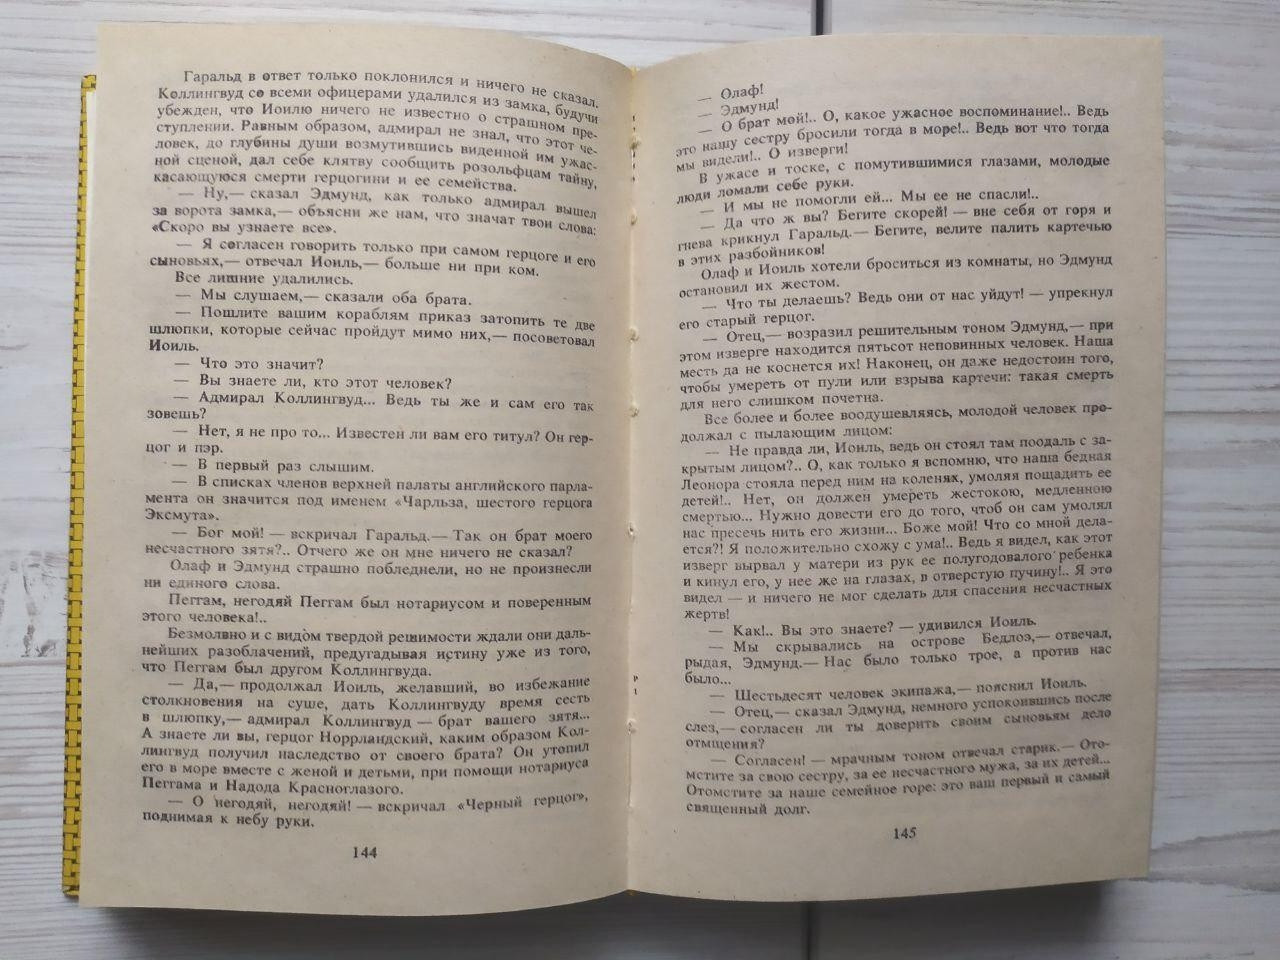 Гаральд в ответ только поклонился и ничего не сказал.
Коллингвуд со всеми офицерами удалился из замка, будучи
убежден, что Иоилю ничего не известно о страшном пре-
ступлении. Равным образом, адмирал не знал, что этот че-
ловек, до глубины души возмутившись виденной им ужас-
ной сценой, дал себе клятву сообщить розольфцам тайну,
касающуюся смерти герцогини и ее семейства.
— Ну,— сказал Эдмунд, как только адмирал вышел
за ворота замка,— объясни же нам, что значат твои слова:
«Скоро вы узнаете все».
— Я согласен говорить только при самом герцоге и его
сыновьях,— отвечал Иоиль,— больше ни при ком.
Все лишние удалились.
— Мы слушаем,— сказали оба брата.
— Пошлите вашим кораблям приказ затопить те две
шлюпки, которые сейчас пройдут мимо них,— посоветовал
Иоиль.
— Что это значит?
— Вы знаете ли, кто этот человек?
— Адмирал Коллингвуд... Ведь ты же и сам его так
зовешь?
— Нет, я не про то... Известен ли вам его титул? Он гер-
цог и пэр.
— В первый раз слышим.
— В списках членов верхней палаты английского парла-
мента он значится под именем «Чарльза, шестого герцога
Эксмута».
— Бог мой! — вскричал Гаральд.— Так он брат моего
несчастного зятя?.. Отчего же он мне ничего не сказал?
Олаф и Эдмунд страшно побледнели, но не произнесли
ни единого слова.
Пеггам, негодяй Пеггам был нотариусом и поверенным
этого человека!..
Безмолвно и с видом твердой решимости ждали они даль-
нейших разоблачений, предугадывая истину уже из того,
что Пеггам был другом Коллингвуда.
— Да,— продолжал Иоиль, желавший, во избежание
столкновения на суше, дать Коллингвуду время сесть
в шлюпку,— адмирал Коллингвуд — брат вашего зятя...
А знаете ли вы, герцог Норрландский, каким образом Кол-
лингвуд получил наследство от своего брата? Он утопил
его в море вместе с женой и детьми, при помощи нотариуса
Пеггама и Надода Красноглазого.
— О негодяй, негодяй! — вскричал «Черный герцог»,
поднимая к небу руки.
144
— Олаф!
— Эдмунд!
— О брат мой!.. О, какое ужасное воспоминание!.. Ведь
это нашу сестру бросили тогда в море!.. Ведь вот что тогда
мы видели!.. О изверги!
В ужасе и тоске, с помутившимися глазами, молодые
люди ломали себе руки.
— И мы не помогли ей... Мы ее не спасли!..
— Да что ж вы? Бегите скорей! — вне себя от горя и
гнева крикнул Гаральд.— Бегите, велите палить картечью
в этих разбойников!
Олаф и Иоиль хотели броситься из комнаты, но Эдмунд
остановил их жестом.
— Что ты делаешь? Ведь они от нас уйдут! — упрекнул
его старый герцог.
— Отец,— возразил решительным тоном Эдмунд,— при
этом изверге находится пятьсот неповинных человек. Наша
месть да не коснется их! Наконец, он даже недостоин того,
чтобы умереть от пули или взрыва картечи: такая смерть
для него слишком почетна.
Все более и более воодушевляясь, молодой человек про-
должал с пылающим лицом:
— Не правда ли, Иоиль, ведь он стоял там поодаль с за-
крытым лицом?.. О, как только я вспомню, что наша бедная
Леонора стояла перед ним на коленях, умоляя пощадить ее
детей!.. Нет, он должен умереть жестокою, медленною
смертью... Нужно довести его до того, чтоб он сам умолял
нас пресечь нить его жизни... Боже мой! Что со мной дела-
ется?! Я положительно схожу с ума!.. Ведь я видел, как этот
изверг вырвал у матери из рук ее полугодовалого ребенка
и кинул его, у нее же на глазах, в отверстую пучину!.. Я это
видел — и ничего не мог сделать для спасения несчастных
жертв!
— Как!.. Вы это знаете? — удивился Иоиль.
— Мы скрывались на острове Бедлоэ,— отвечал,
рыдая, Эдмунд.— Нас было только трое, а против нас
было...
— Шестьдесят человек экипажа,— пояснил Иоиль.
— Отец,— сказал Эдмунд, немного успокоившись после
слез,— согласен ли ты доверить своим сыновьям дело
отмщения?
— Согласен! — мрачным тоном отвечал старик.— Ото-
мстите за свою сестру, за ее несчастного мужа, за их детей...
Отомстите за наше семейное горе: это ваш первый и самый
священный долг.
145